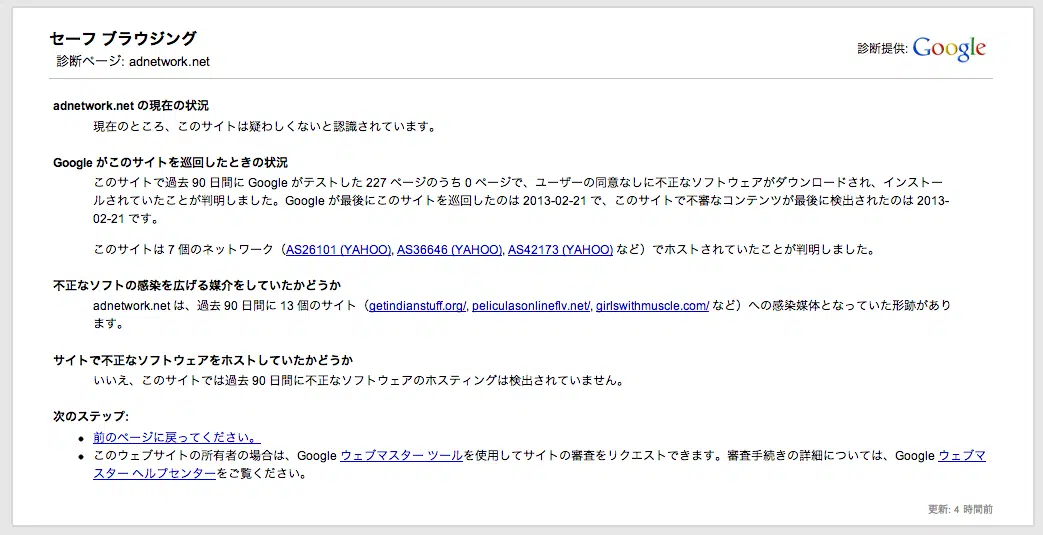 セーフ ブラウジング
診断ページ: adnetwork.net
診断提供: Google
adnetwork.net の現在の状況
現在のところ、このサイトは疑わしくないと認識されています。
Google がこのサイトを巡回したときの状況
このサイトで過去 90 日間に Google がテストした 227 ページのうち 0 ページで、ユーザーの同意なしに不正なソフトウェアがダウンロードされ、インストー
ルされていたことが判明しました。Google が最後にこのサイトを巡回したのは 2013-02-21 で、このサイトで不審なコンテンツが最後に検出されたのは 2013-
02-21 です。
このサイトは 7 個のネットワーク（AS26101 (YAHOO), AS36646 (YAHOO), AS42173 (YAHOO) など）でホストされていたことが判明しました。
不正なソフトの感染を広げる媒介をしていたかどうか
adnetwork.net は、過去 90 日間に 13 個のサイト（getindianstuff.org/, peliculasonlineflv.net/, girlswithmuscle.com/ など）への感染媒体となっていた形跡があり
ます。
サイトで不正なソフトウェアをホストしていたかどうか
いいえ、このサイトでは過去 90 日間に不正なソフトウェアのホスティングは検出されていません。
次のステップ:
• 前のページに戻ってください。
• このウェブサイトの所有者の場合は、Google ウェブマスター ツールを使用してサイトの審査をリクエストできます。審査手続きの詳細については、Google ウェブマ
スター ヘルプセンターをご覧ください。
更新: 4 時間前